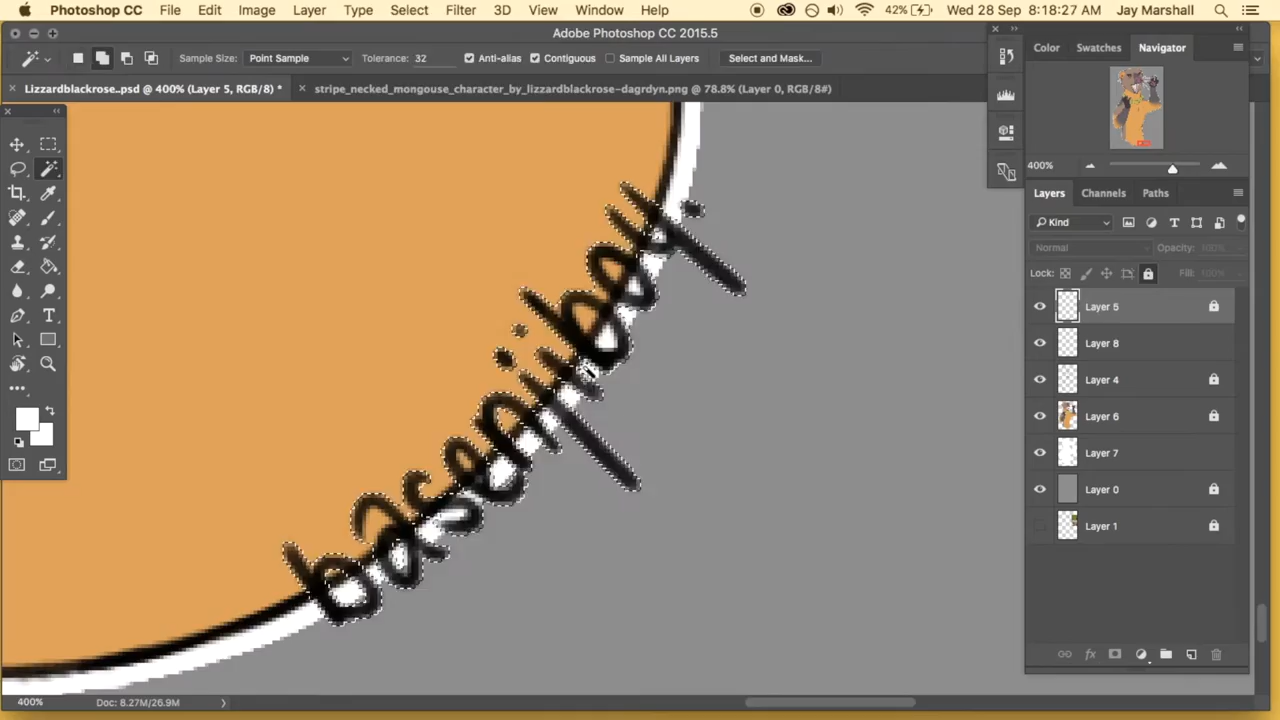 Photoshop CC File Edit Image Layer Type Select Filter 3D View Window Help 42% Wed 28 Sep 8:18:27 AM Jay Marshall
Adobe Photoshop CC 2015.5
Sample Size: Point Sample Tolerance: 32 Anti-alias Contiguous Sample All Layers Select and Mask...
Lizzardblackrose..psd @ 400% (Layer 5, RGB/8) * stripe_necked_mongouse_character_by_lizzardblackrose-dagrdyn.png @ 78.8% (Layer 0, RGB/8#)
Color Swatches Navigator
400%
Layers Channels Paths
Kind
Normal Opacity: 100%
Lock: Fill: 100%
Layer 5
Layer 8
Layer 4
Layer 6
Layer 7
Layer 0
Layer 1
400% Doc: 8.27M/26.9M